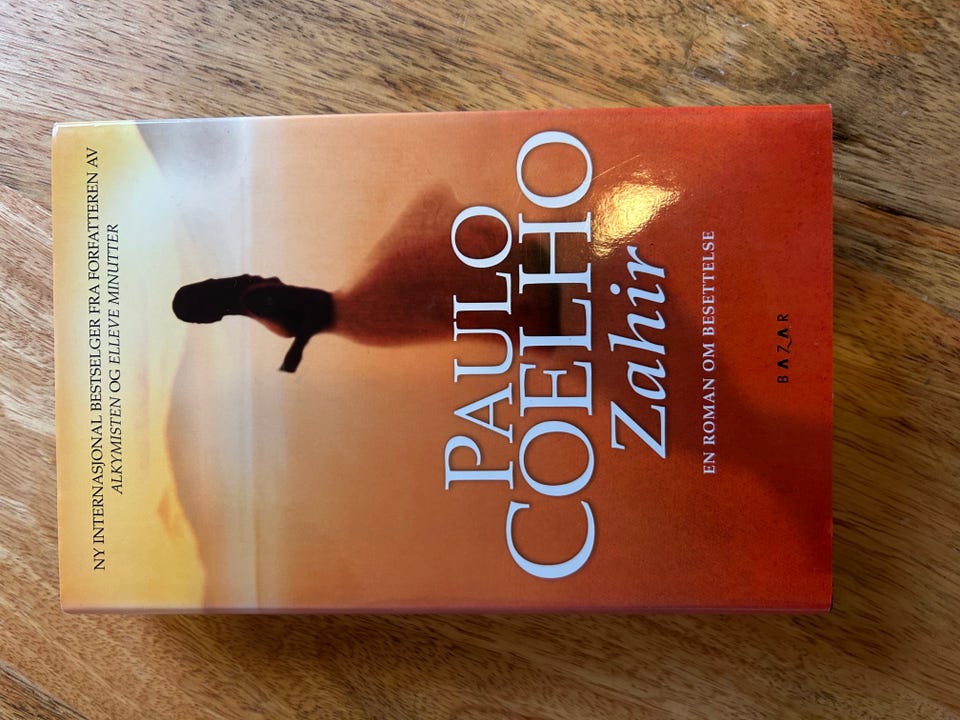 NY INTERNASJONAL BESTSELGER FRA FORFATTEREN AV
ALKYMISTEN OG ELLEVE MINUTTER
PAULO
COELHO
Zahir
EN ROMAN OM BESETTELSE
BAZAR